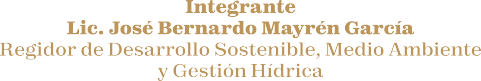 Integrante
Lic. José Bernardo Mayrén García
Regidor de Desarrollo Sostenible, Medio Ambiente
y Gestión Hídrica